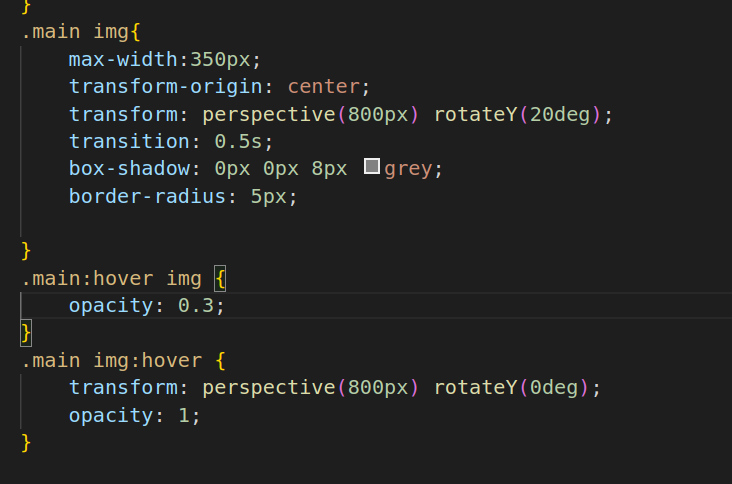 }
.main img{
    max-width:350px;
    transform-origin: center;
    transform: perspective(800px) rotateY(20deg);
    transition: 0.5s;
    box-shadow: 0px 0px 8px grey;
    border-radius: 5px;

}
.main:hover img {
    opacity: 0.3;
}
.main img:hover {
    transform: perspective(800px) rotateY(0deg);
    opacity: 1;
}